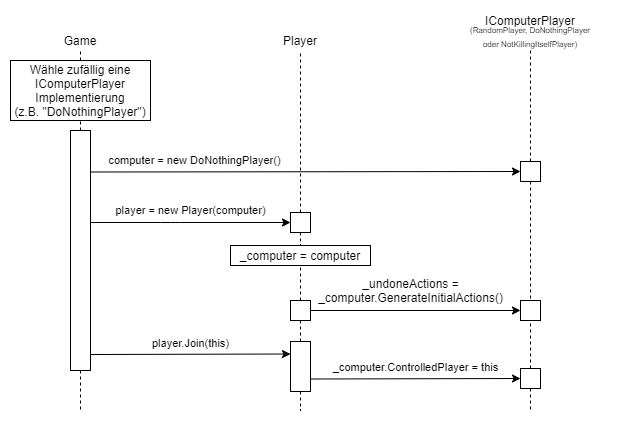 Game
Player
IComputerPlayer
(RandomPlayer, DoNothingPlayer
oder NotKillingItselfPlayer)
Wähle zufällig eine
IComputerPlayer
Implementierung
(z.B. "DoNothingPlayer")
computer = new DoNothingPlayer()
player = new Player(computer)
_computer = computer
_undoneActions =
_computer.GenerateInitialActions()
player.Join(this)
_computer.ControlledPlayer = this